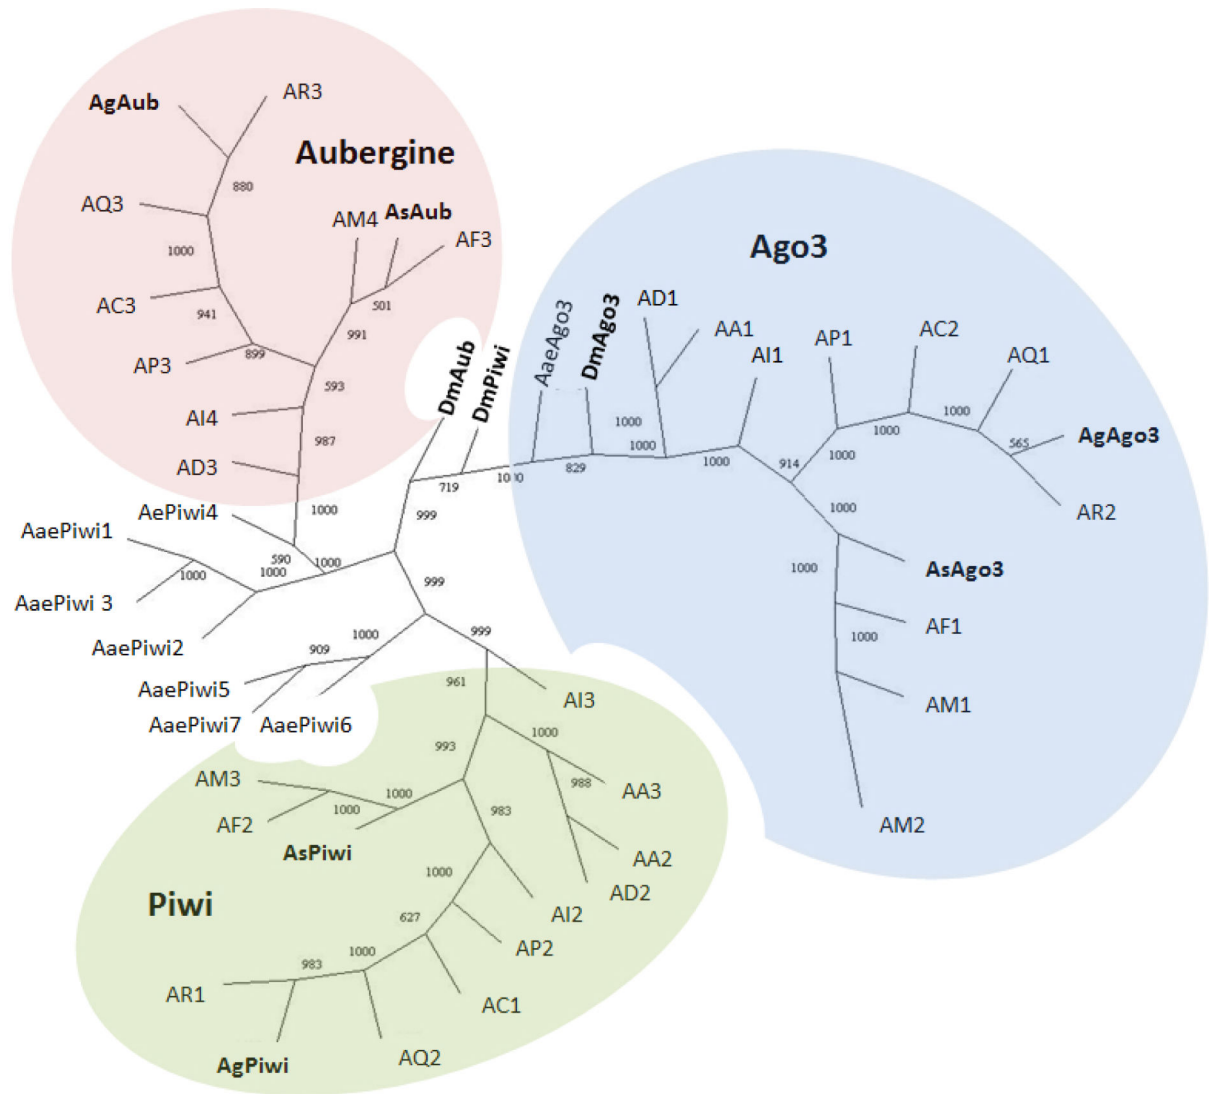 AgAub
AR3
Aubergine
880
AQ3
AM4
AsAub
AF3
1000
AC3
941
501
991
AP3
899
593
AI4
987
AD3
1000
AePiwi4
DmAub
DmPiwi
719
999
Ago3
AaeAgo3
DmAgo3
AD1
AA1
AI1
AP1
AC2
AQ1
1000
829
1000
1000
1000
914
1000
1000
1000
565
AgAgo3
AR2
1000
AsAgo3
1000
AF1
1000
AM1
AM2
AaePiwi1
590
1000
1000
1000
AaePiwi 3
AaePiwi2
999
1000
909
999
AaePiwi5
AaePiwi7
AaePiwi6
961
AI3
993
1000
AM3
1000
1000
AF2
AsPiwi
983
988
AA3
AA2
AD2
Piwi
1000
AI2
627
AP2
1000
983
AR1
AC1
AgPiwi
AQ2